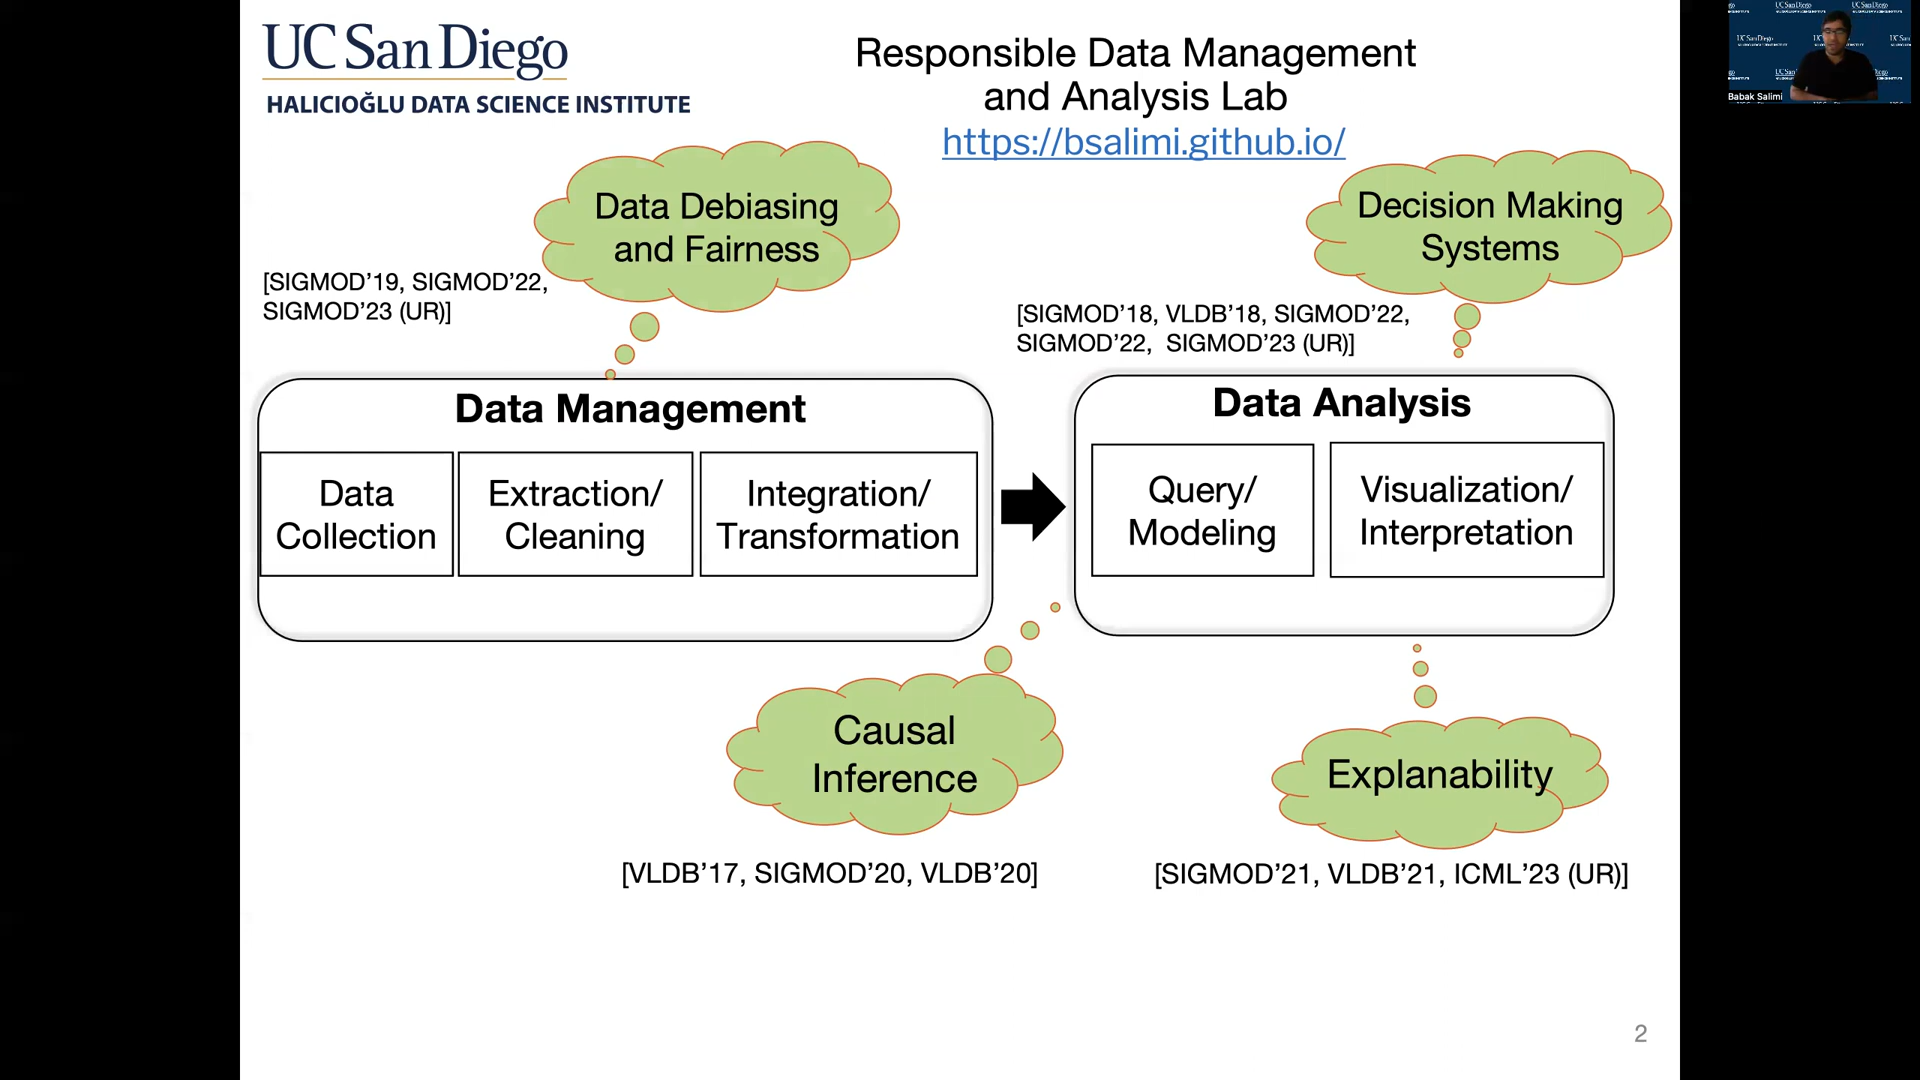 UC San Diego
HALICIOĞLU DATA SCIENCE INSTITUTE
Responsible Data Management
and Analysis Lab
https://bsalimi.github.io/
Babak Salimi
Data Debiasing
and Fairness
Decision Making
Systems
[SIGMOD’19, SIGMOD’22,
SIGMOD’23 (UR)]
[SIGMOD’18, VLDB’18, SIGMOD’22,
SIGMOD’22, SIGMOD’23 (UR)]
Data Management
Data
Collection
Extraction/
Cleaning
Integration/
Transformation
Data Analysis
Query/
Modeling
Visualization/
Interpretation
Causal
Inference
Explanability
[VLDB’17, SIGMOD’20, VLDB’20]
[SIGMOD’21, VLDB’21, ICML’23 (UR)]
2